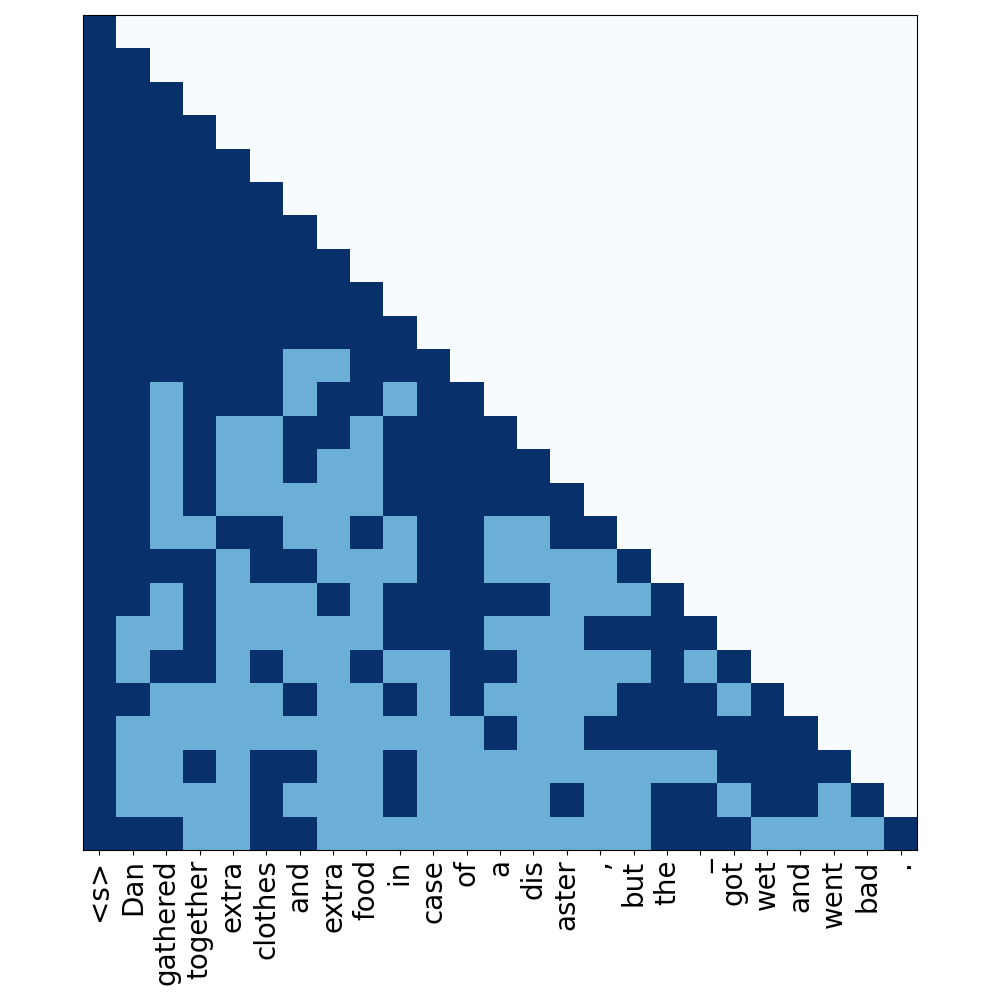 <s> Dan gathered together extra clothes and extra food in case of a dis aster , but the _ got wet and went bad .